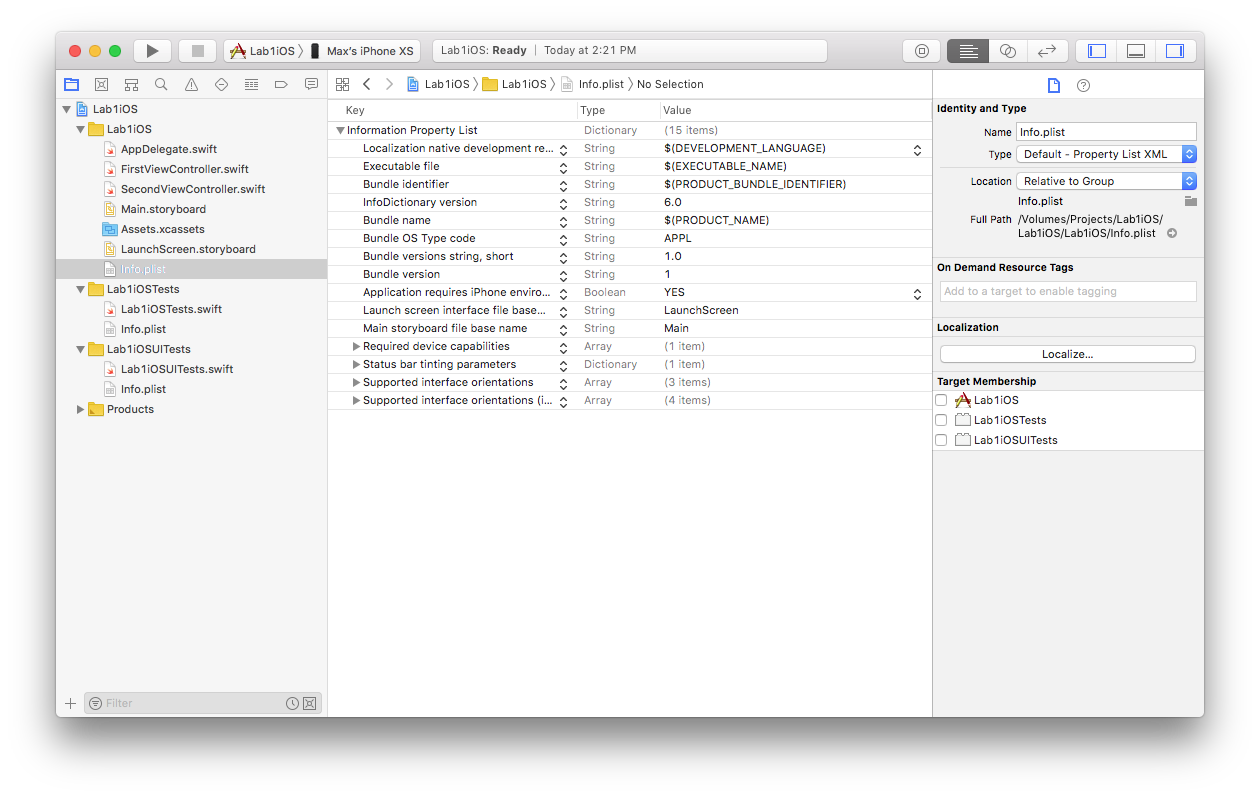 Lab1iOS Max's iPhone XS Lab1iOS: Ready Today at 2:21 PM
Lab1iOS Lab1iOS Info.plist No Selection
Lab1iOS
Lab1iOS
AppDelegate.swift
FirstViewController.swift
SecondViewController.swift
Main.storyboard
Assets.xcassets
LaunchScreen.storyboard
Info.plist
Lab1iOSTests
Lab1iOSTests.swift
Info.plist
Lab1iOSUITests
Lab1iOSUITests.swift
Info.plist
Products
Filter
Key Type Value
Information Property List Dictionary (15 items)
Localization native development re... String $(DEVELOPMENT_LANGUAGE)
Executable file String $(EXECUTABLE_NAME)
Bundle identifier String $(PRODUCT_BUNDLE_IDENTIFIER)
InfoDictionary version String 6.0
Bundle name String $(PRODUCT_NAME)
Bundle OS Type code String APPL
Bundle versions string, short String 1.0
Bundle version String 1
Application requires iPhone enviro... Boolean YES
Launch screen interface file base... String LaunchScreen
Main storyboard file base name String Main
Required device capabilities Array (1 item)
Status bar tinting parameters Dictionary (1 item)
Supported interface orientations Array (3 items)
Supported interface orientations (i... Array (4 items)
Identity and Type
Name Info.plist
Type Default - Property List XML
Location Relative to Group
Info.plist
Full Path /Volumes/Projects/Lab1iOS/
Lab1iOS/Lab1iOS/Info.plist
On Demand Resource Tags
Add to a target to enable tagging
Localization
Localize...
Target Membership
Lab1iOS
Lab1iOSTests
Lab1iOSUITests